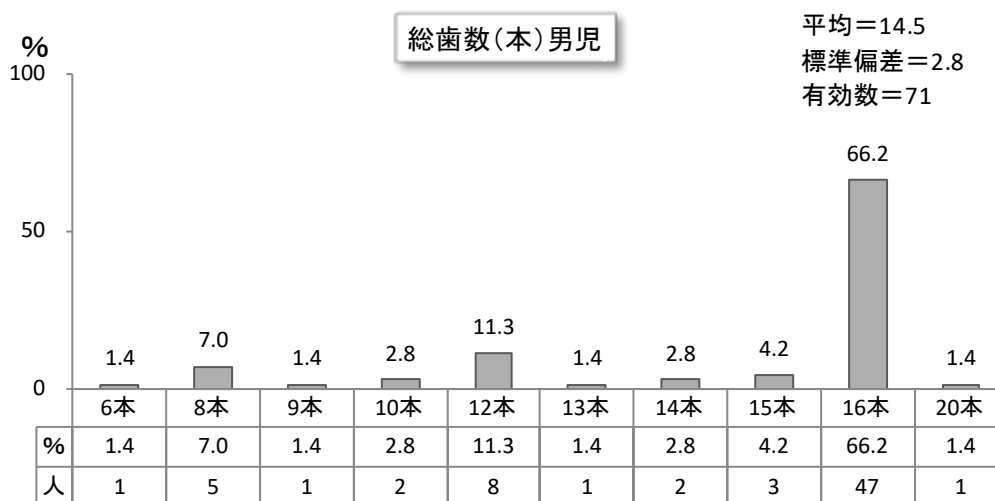 総歯数(本)男児
平均=14.5
標準偏差=2.8
有効数=71
%
100
50
0
1.4 7.0 1.4 2.8 11.3 1.4 2.8 4.2 66.2 1.4
6本 8本 9本 10本 12本 13本 14本 15本 16本 20本
% 1.4 7.0 1.4 2.8 11.3 1.4 2.8 4.2 66.2 1.4
人 1 5 1 2 8 1 2 3 47 1